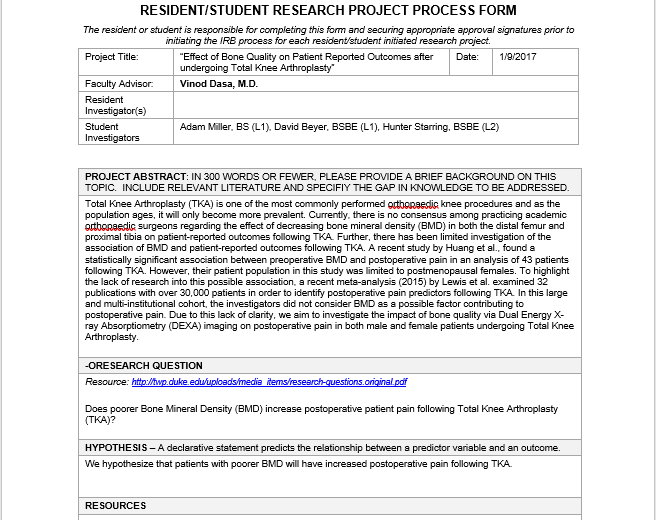 RESIDENT/STUDENT RESEARCH PROJECT PROCESS FORM
The resident or student is responsible for completing this form and securing appropriate approval signatures prior to
initiating the IRB process for each resident/student initiated research project.
Project Title: "Effect of Bone Quality on Patient Reported Outcomes after Date: 1/9/2017
undergoing Total Knee Arthroplasty"
Faculty Advisor: Vinod Dasa, M.D.
Resident
Investigator(s)
Student Adam Miller, BS (L1), David Beyer, BSBE (L1), Hunter Starring, BSBE (L2)
Investigators
PROJECT ABSTRACT: IN 300 WORDS OR FEWER, PLEASE PROVIDE A BRIEF BACKGROUND ON THIS
TOPIC. INCLUDE RELEVANT LITERATURE AND SPECIFIY THE GAP IN KNOWLEDGE TO BE ADDRESSED.
Total Knee Arthroplasty (TKA) is one of the most commonly performed orthopaedic knee procedures and as the
population ages, it will only become more prevalent. Currently, there is no consensus among practicing academic
orthopaedic surgeons regarding the effect of decreasing bone mineral density (BMD) in both the distal femur and
proximal tibia on patient-reported outcomes following TKA. Further, there has been limited investigation of the
association of BMD and patient-reported outcomes following TKA. A recent study by Huang et al., found a
statistically significant association between preoperative BMD and postoperative pain in an analysis of 43 patients
following TKA. However, their patient population in this study was limited to postmenopausal females. To highlight
the lack of research into this possible association, a recent meta-analysis (2015) by Lewis et al. examined 32
publications with over 30,000 patients in order to identify postoperative pain predictors following TKA. In this large
and multi-institutional cohort, the investigators did not consider BMD as a possible factor contributing to
postoperative pain. Due to this lack of clarity, we aim to investigate the impact of bone quality via Dual Energy X-
ray Absorptiometry (DEXA) imaging on postoperative pain in both male and female patients undergoing Total Knee
Arthroplasty.
-ORESEARCH QUESTION
Resource: http://twp.duke.edu/uploads/media_items/research-questions.original.pdf
Does poorer Bone Mineral Density (BMD) increase postoperative patient pain following Total Knee Arthroplasty
(TKA)?
HYPOTHESIS – A declarative statement predicts the relationship between a predictor variable and an outcome.
We hypothesize that patients with poorer BMD will have increased postoperative pain following TKA.
RESOURCES